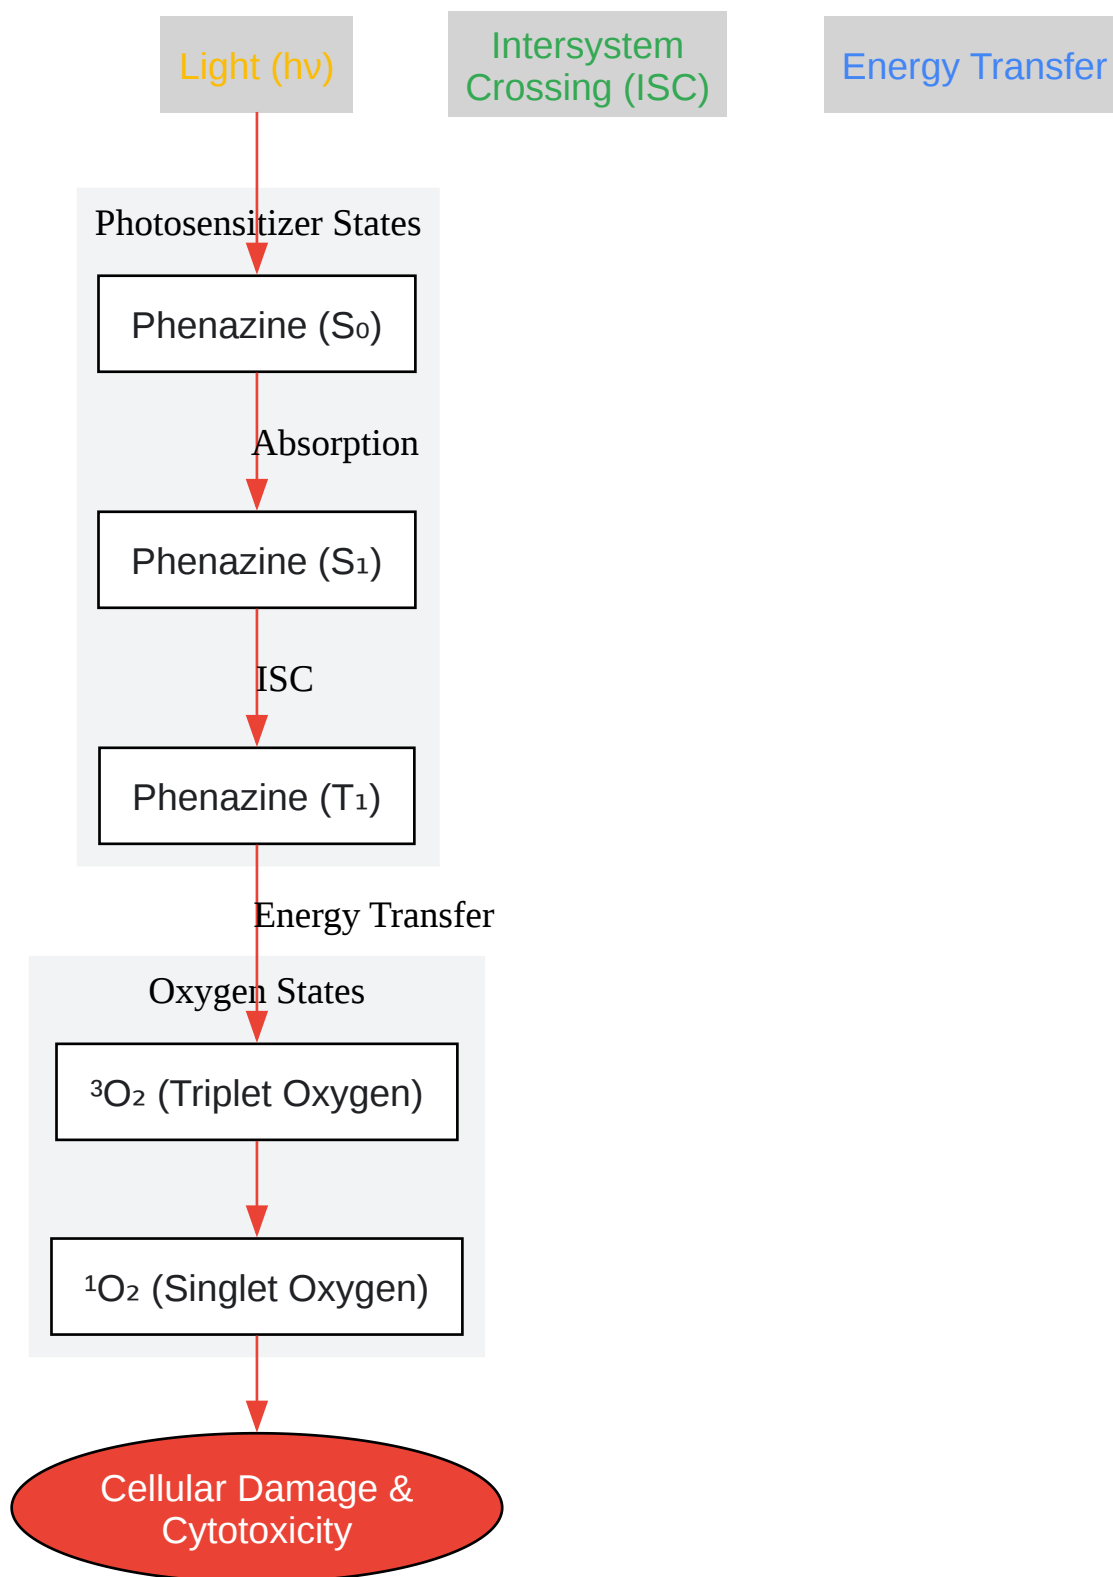 Light (hν)
Intersystem
Crossing (ISC)
Energy Transfer
Photosensitizer States
Phenazine (S₀)
Absorption
Phenazine (S₁)
ISC
Phenazine (T₁)
Energy Transfer
Oxygen States
³O₂ (Triplet Oxygen)
¹O₂ (Singlet Oxygen)
Cellular Damage &
Cytotoxicity